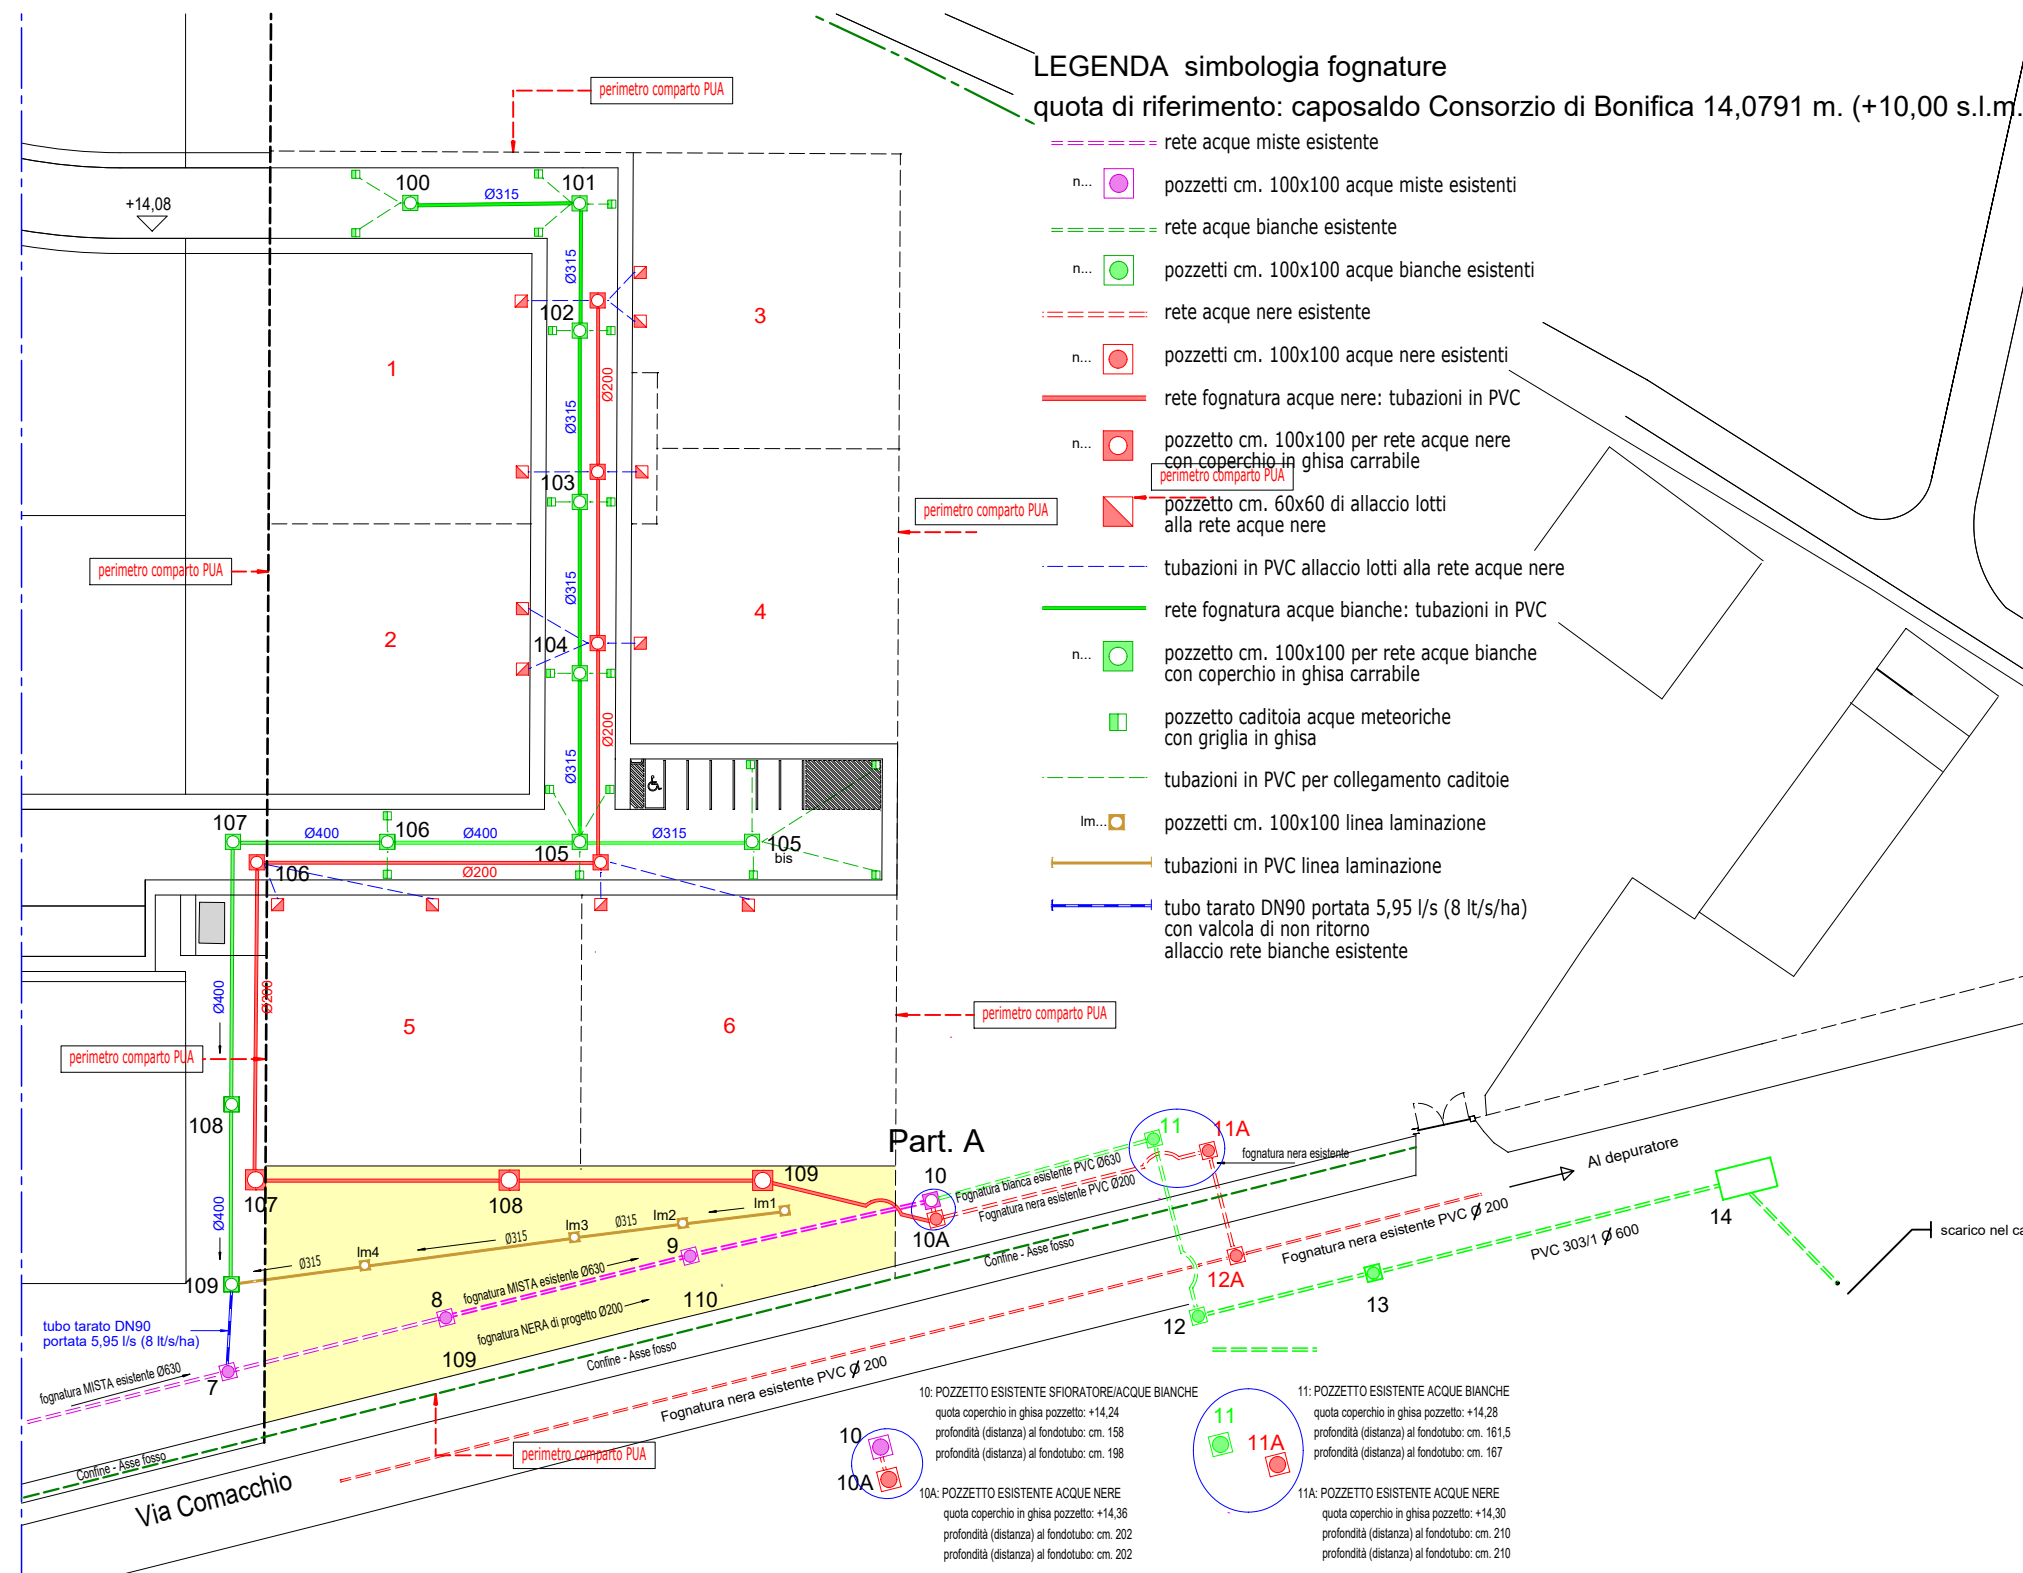 LEGENDA simbologia fognature
quota di riferimento: caposaldo Consorzio di Bonifica 14,0791 m. (+10,00 s.l.m.
rete acque miste esistente
n...
pozzetti cm. 100x100 acque miste esistenti
rete acque bianche esistente
n...
pozzetti cm. 100x100 acque bianche esistenti
rete acque nere esistente
n...
pozzetti cm. 100x100 acque nere esistenti
rete fognatura acque nere: tubazioni in PVC
n...
pozzetto cm. 100x100 per rete acque nere
con coperchio in ghisa carrabile
perimetro comparto PUA
pozzetto cm. 60x60 di allaccio lotti
alla rete acque nere
tubazioni in PVC allaccio lotti alla rete acque nere
rete fognatura acque bianche: tubazioni in PVC
n...
pozzetto cm. 100x100 per rete acque bianche
con coperchio in ghisa carrabile
pozzetto caditoia acque meteoriche
con griglia in ghisa
tubazioni in PVC per collegamento caditoie
lm...
pozzetti cm. 100x100 linea laminazione
tubazioni in PVC linea laminazione
tubo tarato DN90 portata 5,95 l/s (8 lt/s/ha)
con valcola di non ritorno
allaccio rete bianche esistente
perimetro comparto PUA
100
Ø315
101
+14,08
Ø315
102
3
1
Ø200
Ø315
103
perimetro comparto PUA
perimetro comparto PUA
Ø315
4
2
104
Ø200
Ø315
107
Ø400
106
Ø400
105
Ø315
105
bis
106
Ø200
Ø400
Ø200
5
6
perimetro comparto PUA
perimetro comparto PUA
108
Part. A
11
11A
fognatura nera esistente
Al depuratore
107
108
109
10
Fognatura bianca esistente PVC Ø630
Fognatura nera esistente PVC Ø200
10A
Ø400
lm1
lm2
Ø315
lm3
Ø315
lm4
Ø315
109
9
8
fognatura MISTA esistente Ø630
fognatura NERA di progetto Ø200
110
109
Confine - Asse fosso
Confine - Asse fosso
12A
Fognatura nera esistente PVC Ø 200
PVC 303/1 Ø 600
14
scarico nel ca
13
12
tubo tarato DN90
portata 5,95 l/s (8 lt/s/ha)
fognatura MISTA esistente Ø630
7
Fognatura nera esistente PVC Ø 200
perimetro comparto PUA
Confine - Asse fosso
Via Comacchio
10: POZZETTO ESISTENTE SFIORATORE/ACQUE BIANCHE
quota coperchio in ghisa pozzetto: +14,24
profondità (distanza) al fondotubo: cm. 158
profondità (distanza) al fondotubo: cm. 198
10
10A
10A: POZZETTO ESISTENTE ACQUE NERE
quota coperchio in ghisa pozzetto: +14,36
profondità (distanza) al fondotubo: cm. 202
profondità (distanza) al fondotubo: cm. 202
11: POZZETTO ESISTENTE ACQUE BIANCHE
quota coperchio in ghisa pozzetto: +14,28
profondità (distanza) al fondotubo: cm. 161,5
profondità (distanza) al fondotubo: cm. 167
11
11A
11A: POZZETTO ESISTENTE ACQUE NERE
quota coperchio in ghisa pozzetto: +14,30
profondità (distanza) al fondotubo: cm. 210
profondità (distanza) al fondotubo: cm. 210